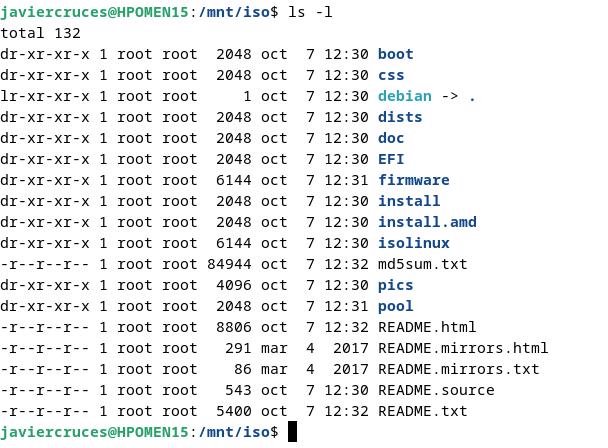 javiercruces@HPOMEN15:/mnt/iso$ ls -l
total 132
dr-xr-xr-x 1 root root  2048 oct  7 12:30 boot
dr-xr-xr-x 1 root root  2048 oct  7 12:30 css
lr-xr-xr-x 1 root root     1 oct  7 12:30 debian -> .
dr-xr-xr-x 1 root root  2048 oct  7 12:30 dists
dr-xr-xr-x 1 root root  2048 oct  7 12:30 doc
dr-xr-xr-x 1 root root  2048 oct  7 12:30 EFI
dr-xr-xr-x 1 root root  6144 oct  7 12:31 firmware
dr-xr-xr-x 1 root root  2048 oct  7 12:30 install
dr-xr-xr-x 1 root root  2048 oct  7 12:30 install.amd
dr-xr-xr-x 1 root root  6144 oct  7 12:30 isolinux
-r--r--r-- 1 root root 84944 oct  7 12:32 md5sum.txt
dr-xr-xr-x 1 root root  4096 oct  7 12:30 pics
dr-xr-xr-x 1 root root  2048 oct  7 12:31 pool
-r--r--r-- 1 root root  8806 oct  7 12:32 README.html
-r--r--r-- 1 root root   291 mar  4  2017 README.mirrors.html
-r--r--r-- 1 root root    86 mar  4  2017 README.mirrors.txt
-r--r--r-- 1 root root   543 oct  7 12:30 README.source
-r--r--r-- 1 root root  5400 oct  7 12:32 README.txt
javiercruces@HPOMEN15:/mnt/iso$